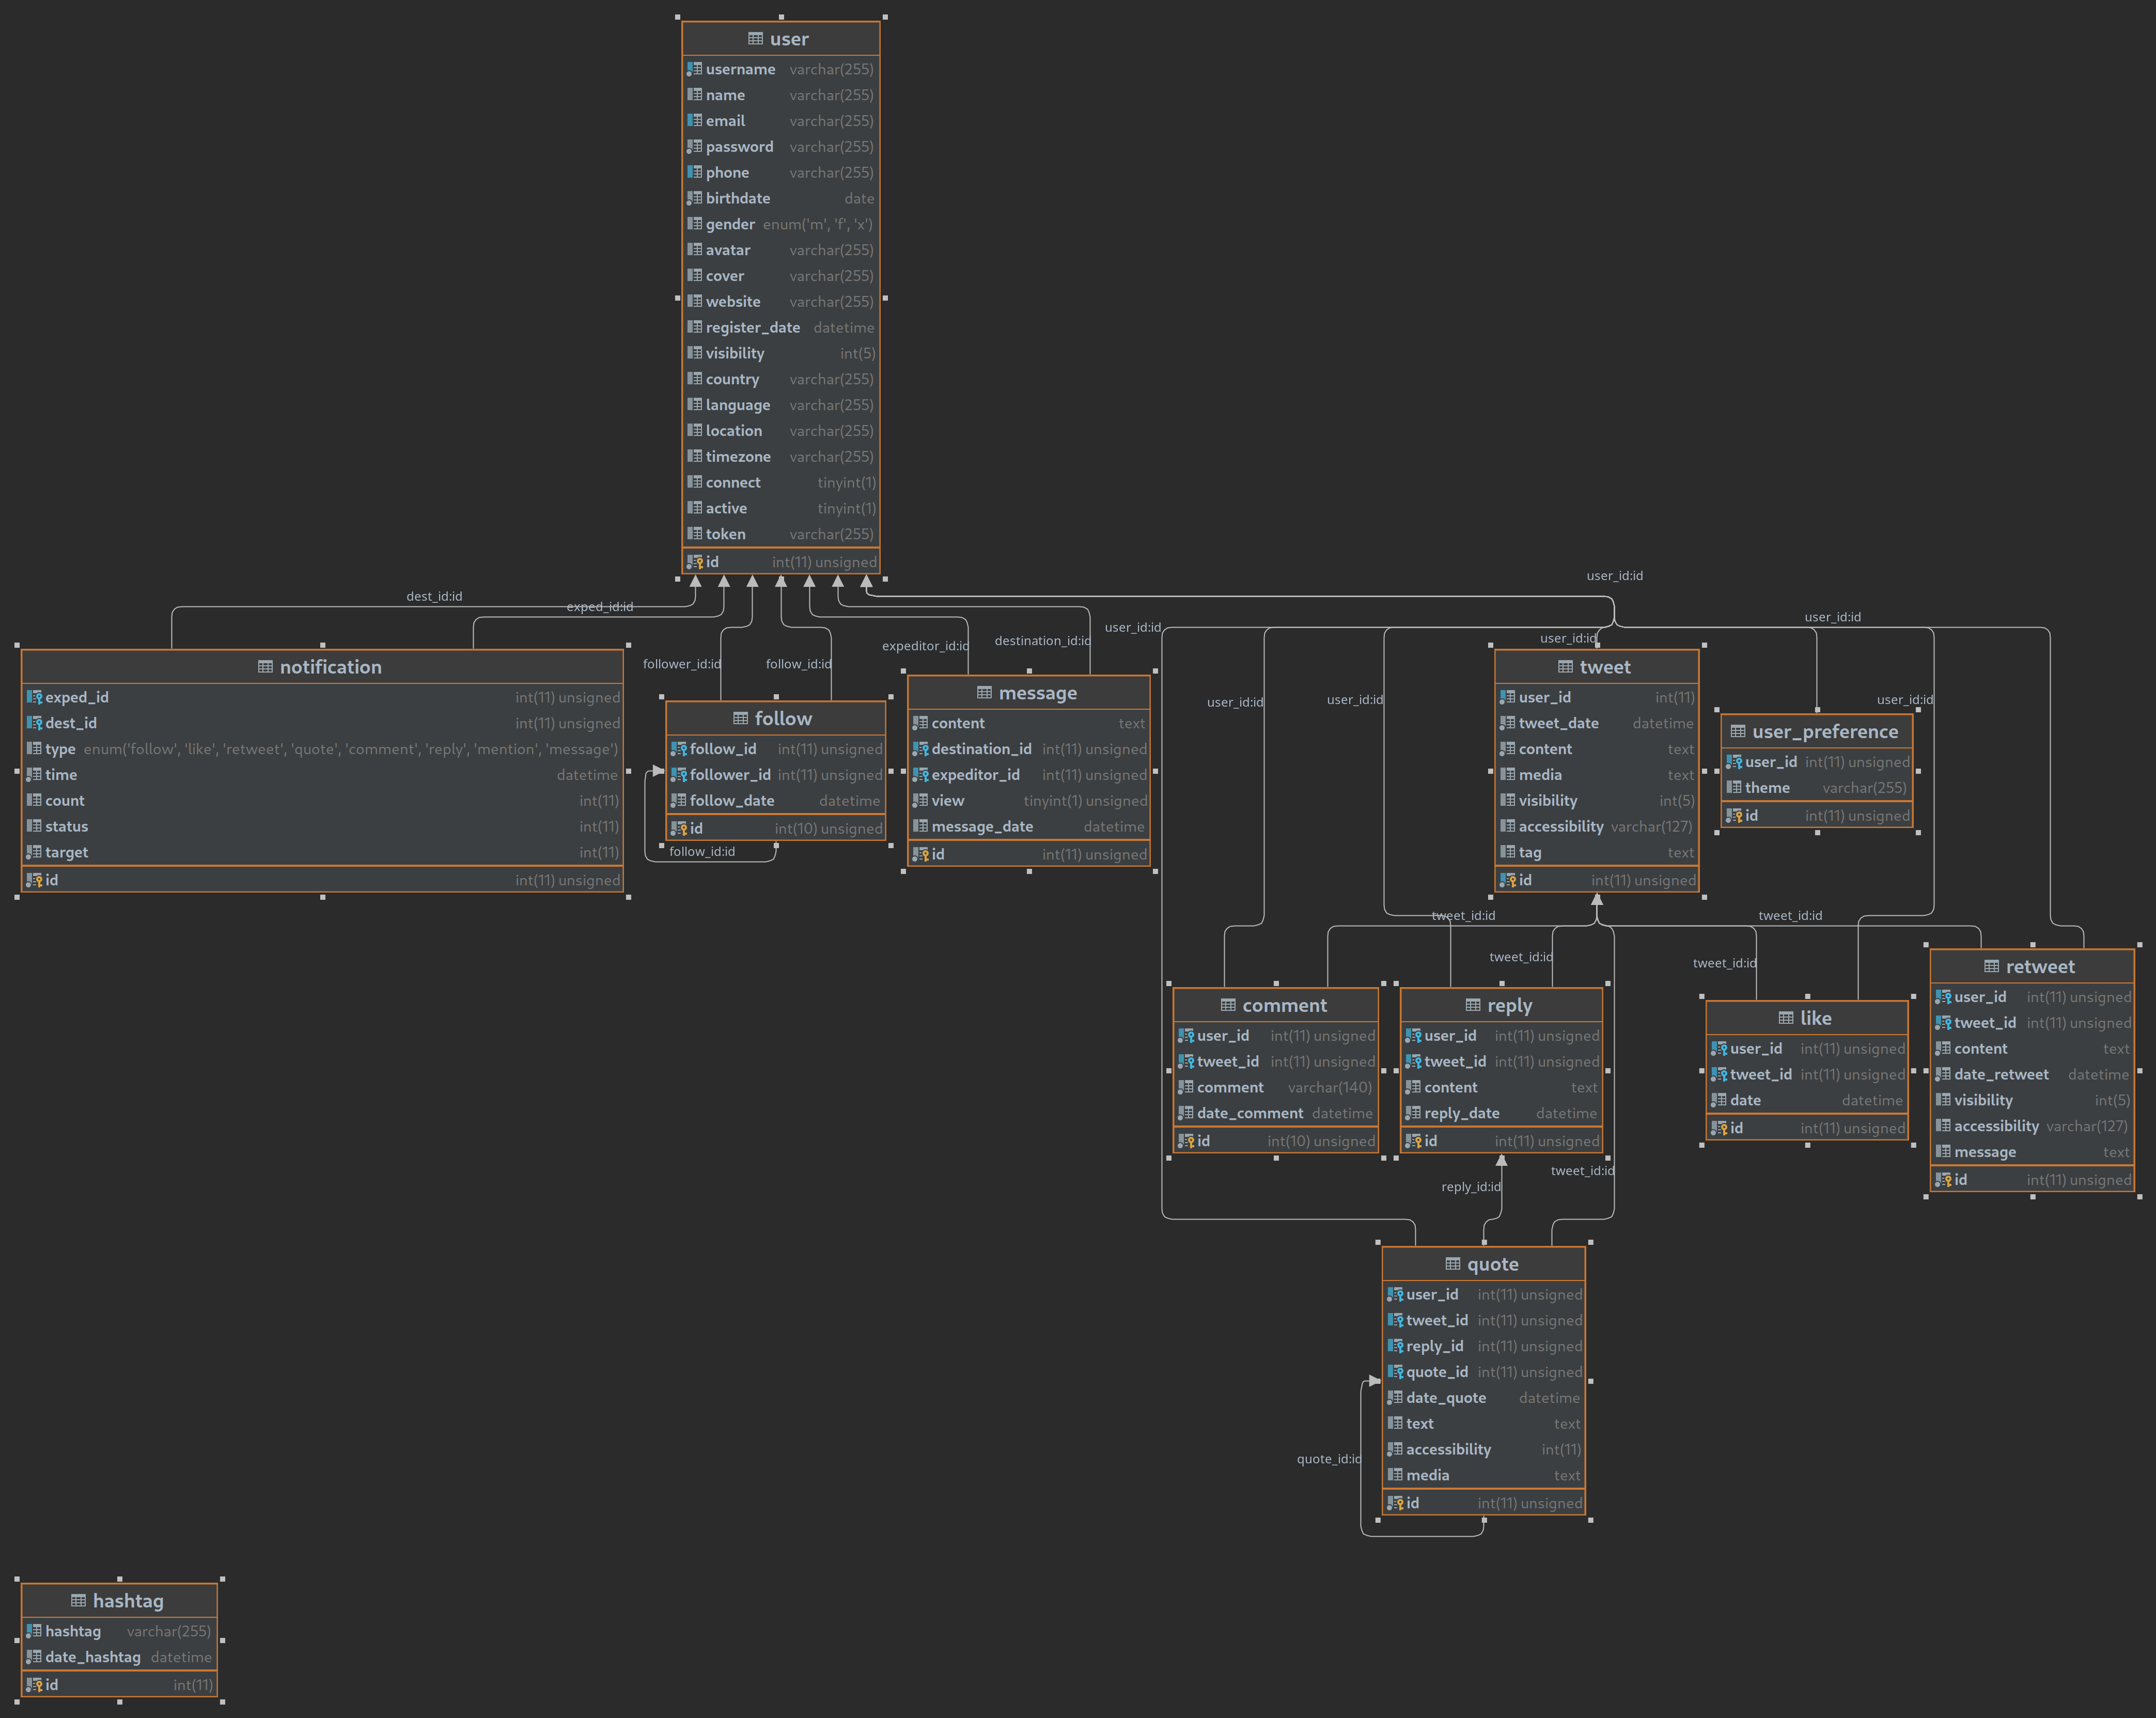 user
username varchar(255)
name varchar(255)
email varchar(255)
password varchar(255)
phone varchar(255)
birthdate date
gender enum('m', 'f', 'x')
avatar varchar(255)
cover varchar(255)
website varchar(255)
register_date datetime
visibility int(5)
country varchar(255)
language varchar(255)
location varchar(255)
timezone varchar(255)
connect tinyint(1)
active tinyint(1)
token varchar(255)
id int(11) unsigned
dest_id:id
exped_id:id
follower_id:id
follow_id:id
expeditor_id:id
destination_id:id
user_id:id
user_id:id
user_id:id
user_id:id
user_id:id
user_id:id
user_id:id
notification
exped_id int(11) unsigned
dest_id int(11) unsigned
type enum('follow', 'like', 'retweet', 'quote', 'comment', 'reply', 'mention', 'message')
time datetime
count int(11)
status int(11)
target int(11)
id int(11) unsigned
follow
follow_id int(11) unsigned
follower_id int(11) unsigned
follow_date datetime
id int(10) unsigned
follow_id:id
message
content text
destination_id int(11) unsigned
expeditor_id int(11) unsigned
view tinyint(1) unsigned
message_date datetime
id int(11) unsigned
tweet
user_id int(11)
tweet_date datetime
content text
media text
visibility int(5)
accessibility varchar(127)
tag text
id int(11) unsigned
user_preference
user_id int(11) unsigned
theme varchar(255)
id int(11) unsigned
tweet_id:id
tweet_id:id
tweet_id:id
tweet_id:id
comment
user_id int(11) unsigned
tweet_id int(11) unsigned
comment varchar(140)
date_comment datetime
id int(10) unsigned
reply
user_id int(11) unsigned
tweet_id int(11) unsigned
content text
reply_date datetime
id int(11) unsigned
like
user_id int(11) unsigned
tweet_id int(11) unsigned
date datetime
id int(11) unsigned
retweet
user_id int(11) unsigned
tweet_id int(11) unsigned
content text
date_retweet datetime
visibility int(5)
accessibility varchar(127)
message text
id int(11) unsigned
tweet_id:id
reply_id:id
quote
user_id int(11) unsigned
tweet_id int(11) unsigned
reply_id int(11) unsigned
quote_id int(11) unsigned
date_quote datetime
text text
accessibility int(11)
media text
id int(11) unsigned
quote_id:id
hashtag
hashtag varchar(255)
date_hashtag datetime
id int(11)